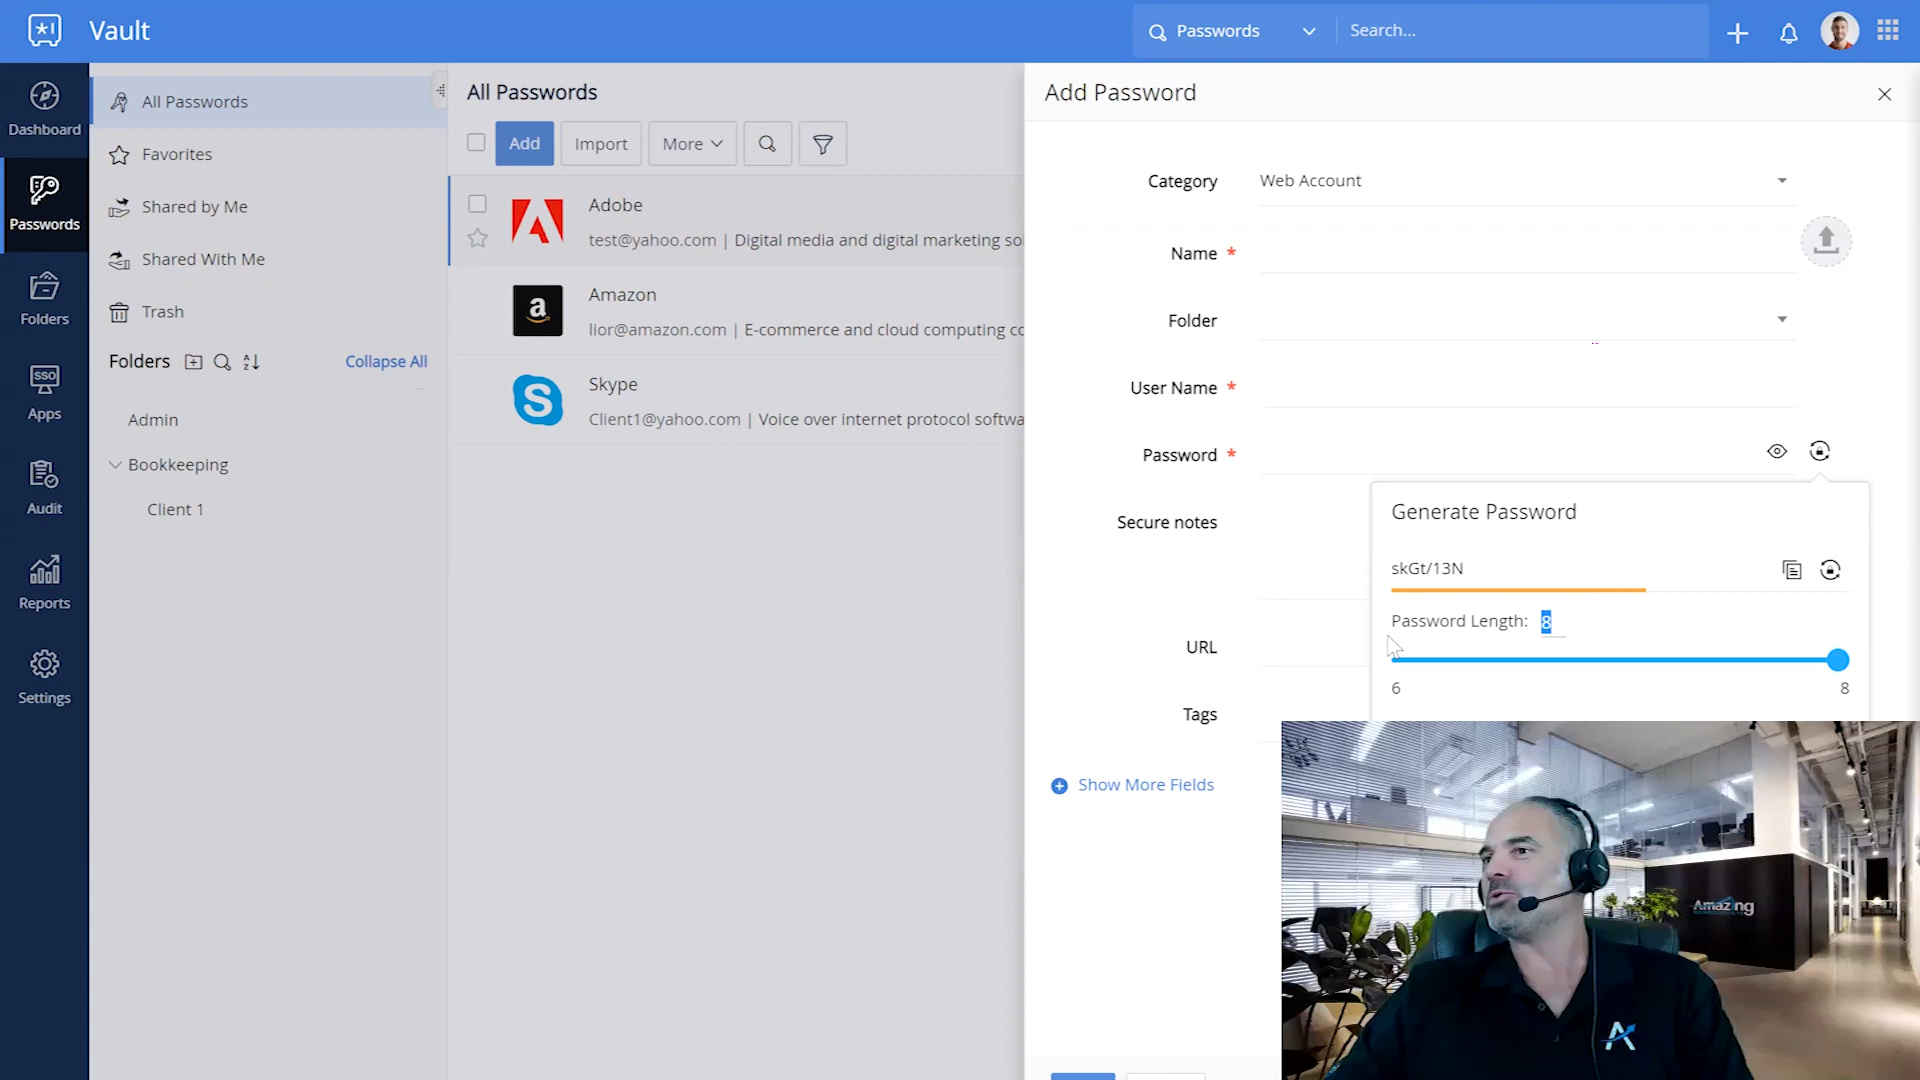 Vault
Passwords
Search...
Dashboard
Passwords
Folders
SSO
Apps
Audit
Reports
Settings
All Passwords
Favorites
Shared by Me
Shared With Me
Trash
Folders
Collapse All
Admin
Bookkeeping
Client 1
All Passwords
Add
Import
More
Adobe
test@yahoo.com | Digital media and digital marketing so
Amazon
lior@amazon.com | E-commerce and cloud computing co
Skype
Client1@yahoo.com | Voice over internet protocol softwa
Add Password
Category
Web Account
Name *
Folder
User Name *
Password *
Secure notes
URL
Tags
Show More Fields
Generate Password
skGt/13N
Password Length: 8
6
8
Amazing